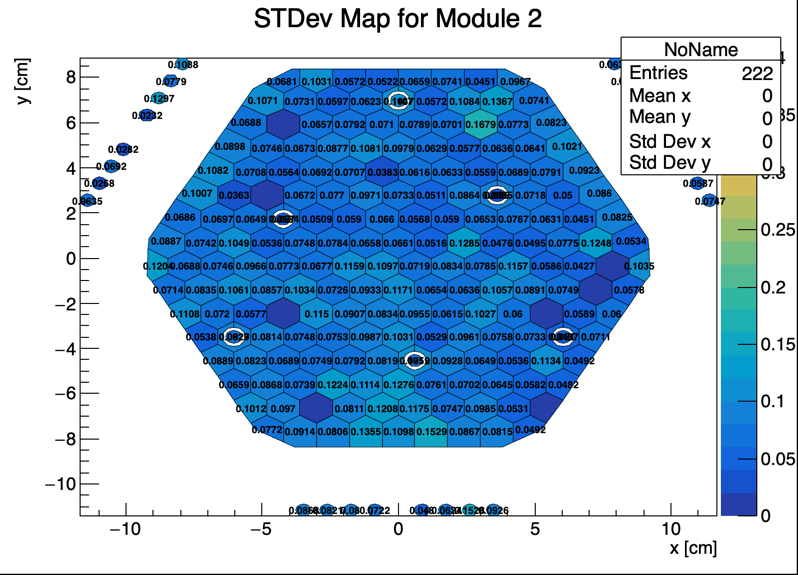 STDev Map for Module 2
NoName
Entries 222
Mean x 0
Mean y 0
Std Dev x 0
Std Dev y 0
y [cm]
x [cm]
8
6
4
2
0
−2
−4
−6
−8
−10
−10 −5 0 5 10
0.3
0.25
0.2
0.15
0.1
0.05
0
0.1088
0.0779
0.1297
0.0232
0.0282
0.0692
0.0268
0.0635
0.0587
0.0747
0.0681 0.1031 0.0572 0.0522 0.0659 0.0741 0.0451 0.0967
0.1071 0.0731 0.0597 0.0623 0.0572 0.1084 0.1367 0.0741
0.0688 0.0657 0.0792 0.071 0.0789 0.0701 0.1679 0.0773 0.0823
0.0898 0.0746 0.0673 0.0877 0.1081 0.0979 0.0629 0.0577 0.0636 0.0641 0.1021
0.1082 0.0708 0.0564 0.0692 0.0707 0.0383 0.0616 0.0633 0.0559 0.0689 0.0791 0.0923
0.1007 0.0363 0.0672 0.077 0.0971 0.0733 0.0511 0.0864 0.0718 0.05 0.086
0.0686 0.0697 0.0649 0.0509 0.059 0.066 0.0568 0.059 0.0653 0.0767 0.0631 0.0451 0.0825
0.0887 0.0742 0.1049 0.0536 0.0748 0.0784 0.0658 0.0661 0.0516 0.1285 0.0476 0.0495 0.0775 0.1248 0.0534
0.1204 0.0688 0.0746 0.0966 0.0773 0.0677 0.1159 0.1097 0.0719 0.0834 0.0785 0.1157 0.0586 0.0427 0.1035
0.0714 0.0835 0.1061 0.0857 0.1034 0.0726 0.0933 0.1171 0.0654 0.0636 0.1057 0.0891 0.0749 0.0578
0.1108 0.072 0.0577 0.115 0.0907 0.0834 0.0955 0.0615 0.1027 0.06 0.0589 0.06
0.0538 0.0814 0.0748 0.0753 0.0987 0.1031 0.0529 0.0961 0.0758 0.0733 0.0711
0.0889 0.0823 0.0689 0.0749 0.0792 0.0819 0.0928 0.0649 0.0536 0.1134 0.0492
0.0659 0.0868 0.0739 0.1224 0.1114 0.1276 0.0761 0.0702 0.0645 0.0582 0.0482
0.1012 0.097 0.0811 0.1208 0.1175 0.0747 0.0985 0.0531
0.0772 0.0914 0.0806 0.1355 0.1098 0.1529 0.0867 0.0815 0.0492
0.0722
0.0926